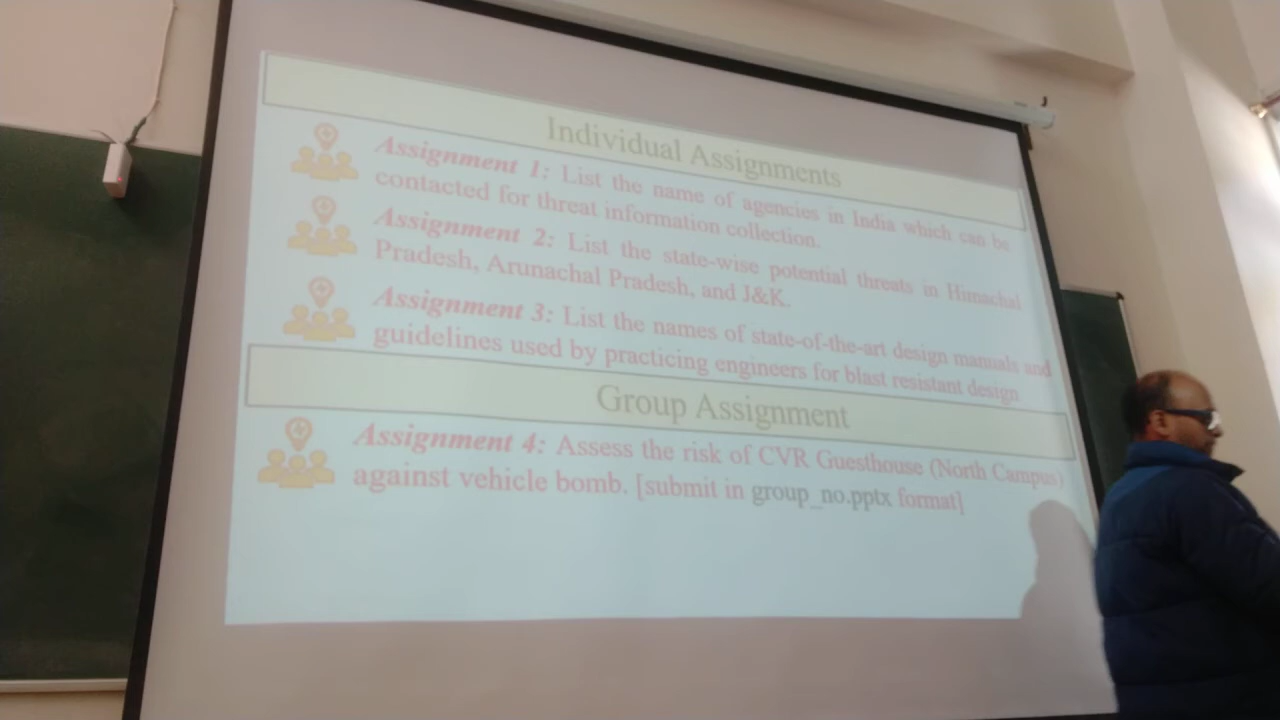 Individual Assignments
Assignment 1: List the name of agencies in India which can be
contacted for threat information collection.
Assignment 2: List the state-wise potential threats in Himachal
Pradesh, Arunachal Pradesh, and J&K.
Assignment 3: List the names of state-of-the-art design manuals and
guidelines used by practicing engineers for blast resistant design
Group Assignment
Assignment 4: Assess the risk of CVR Guesthouse (North Campus)
against vehicle bomb. [submit in group_no.pptx format]